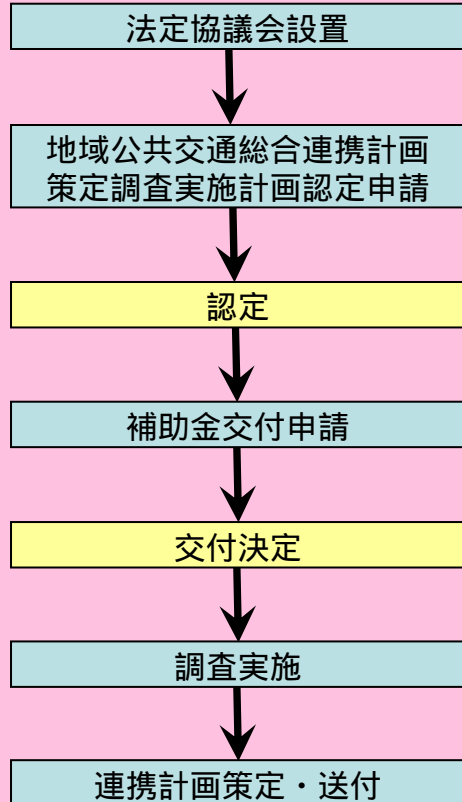 法定協議会設置
地域公共交通総合連携計画
策定調査実施計画認定申請
認定
補助金交付申請
交付決定
調査実施
連携計画策定・送付